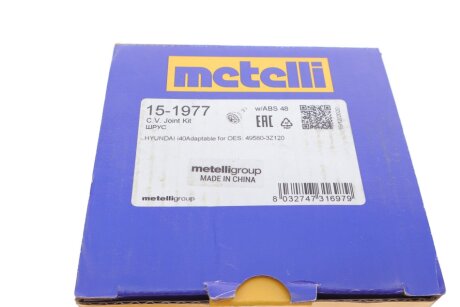 metelli
15-1977
w/ABS 48
C.V. Joint Kit
ШРУС
EAC
HYUNDAI i40Adaptable for OES: 49580-3Z120
metelligroup
MADE IN CHINA
metelligroup
8 032747 316979